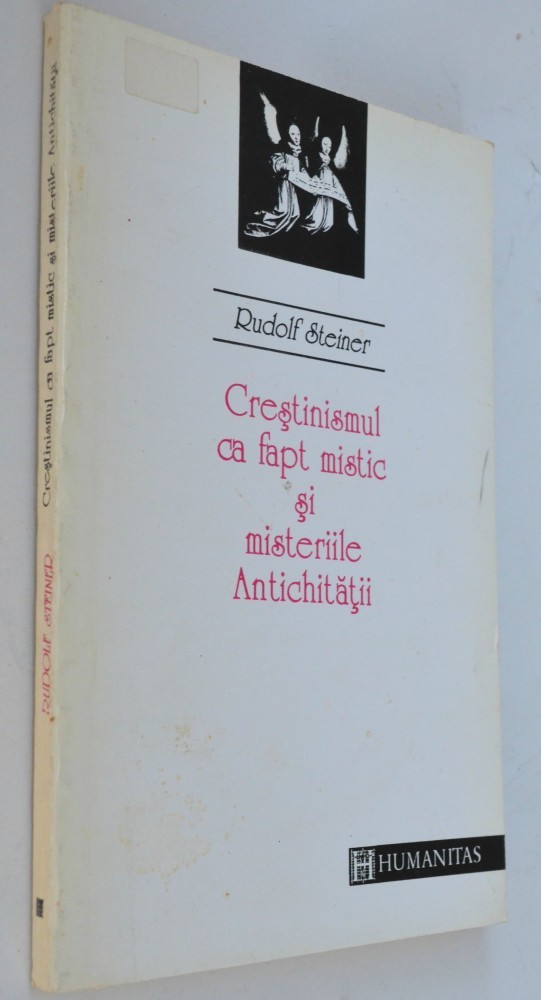 Rudolf Steiner
Creştinismul
ca fapt mistic
şi
misteriile
Antichităţii
HUMANITAS
RUDOLF STEINER Creştinismul ca fapt mistic şi misteriile Antichităţii